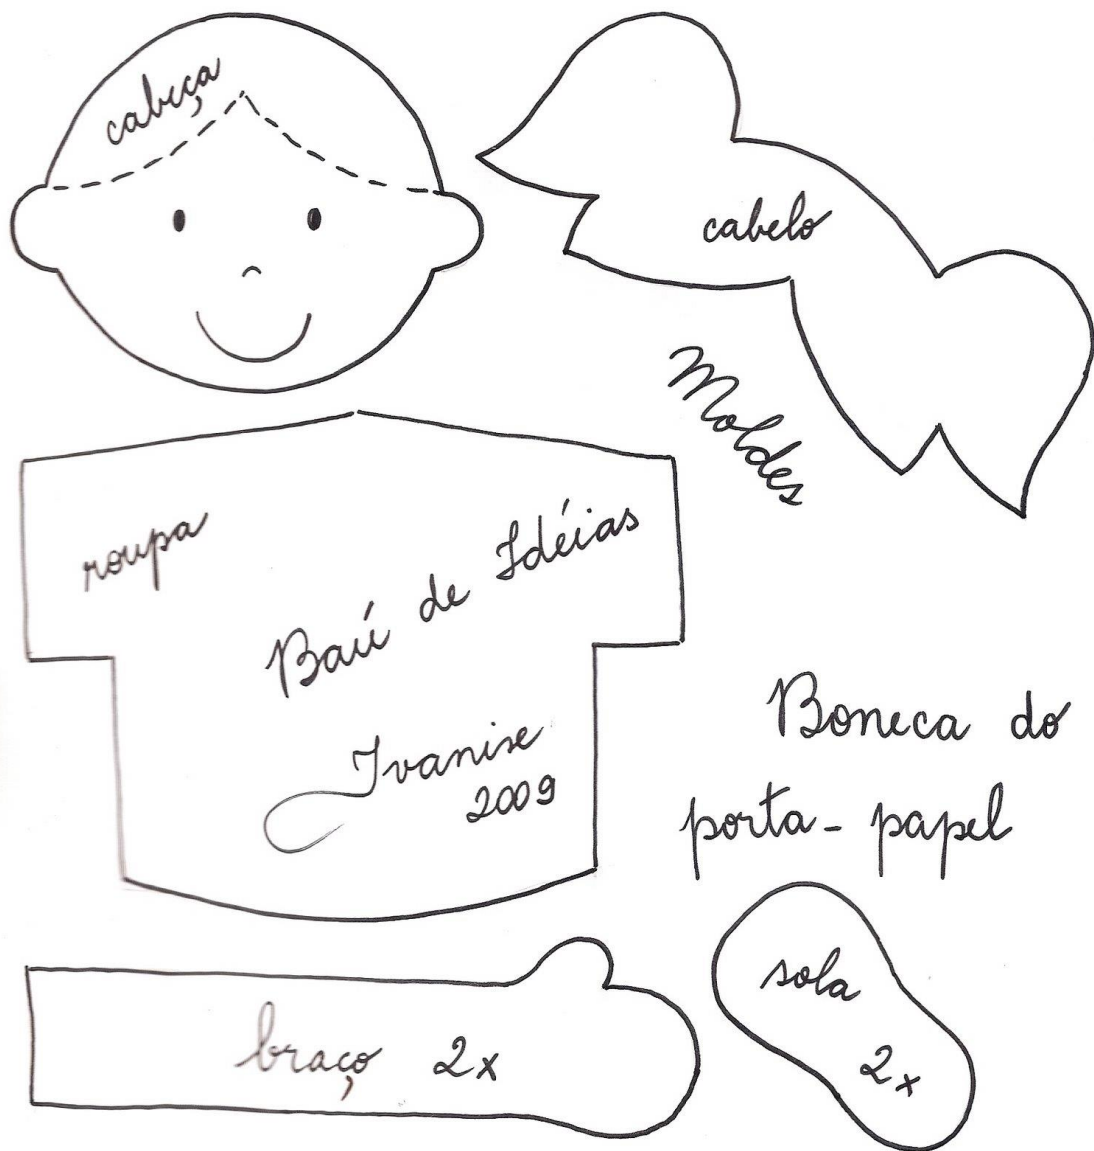 cabeça
cabelo
Moldes
roupa
Baú de Idéias
Ivanise
2009
Boneca do
porta-papel
braço 2x
sola
2x